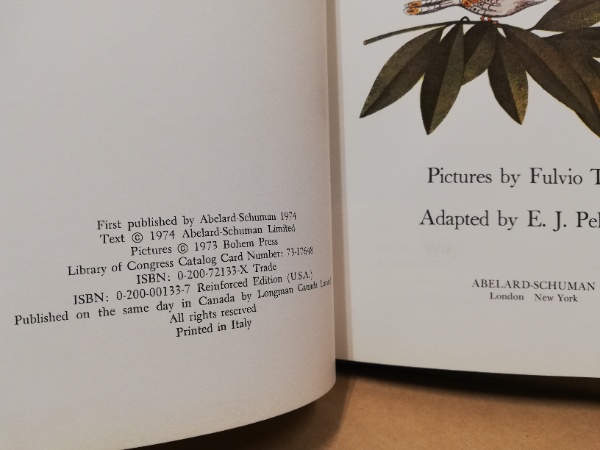 First published by Abelard-Schuman 1974
Text © 1974 Abelard-Schuman Limited
Pictures © 1973 Bohem Press
Library of Congress Catalog Card Number: 73-17648
ISBN: 0-200-72133-X Trade
ISBN: 0-200-00133-7 Reinforced Edition (U.S.A.)
Published on the same day in Canada by Longman Canada Limited
All rights reserved
Printed in Italy
Pictures by Fulvio T
Adapted by E. J. Pel
ABELARD-SCHUMAN
London New York